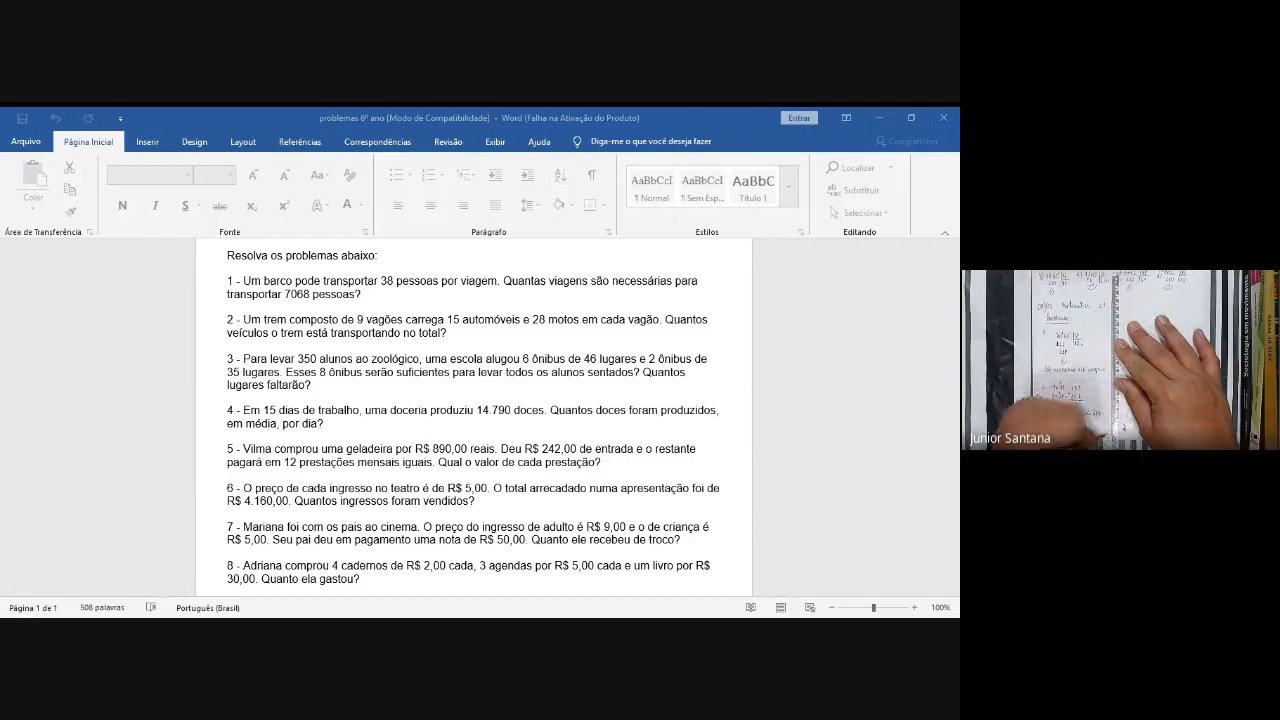 problemas 6º ano [Modo de Compatibilidade] - Word (Falha na Ativação do Produto)
Entrar
Arquivo
Página Inicial
Inserir
Design
Layout
Referências
Correspondências
Revisão
Exibir
Ajuda
Diga-me o que você deseja fazer
Compartilhar
Colar
Área de Transferência
N I S abc x₂ x² A A
Aa
Fonte
Parágrafo
AaBbCcI AaBbCcI AaBbC
¶ Normal ¶ Sem Esp... Título 1
Estilos
Localizar
Substituir
Selecionar
Editando
Resolva os problemas abaixo:
1 - Um barco pode transportar 38 pessoas por viagem. Quantas viagens são necessárias para
transportar 7068 pessoas?
2 - Um trem composto de 9 vagões carrega 15 automóveis e 28 motos em cada vagão. Quantos
veículos o trem está transportando no total?
3 - Para levar 350 alunos ao zoológico, uma escola alugou 6 ônibus de 46 lugares e 2 ônibus de
35 lugares. Esses 8 ônibus serão suficientes para levar todos os alunos sentados? Quantos
lugares faltarão?
4 - Em 15 dias de trabalho, uma doceria produziu 14.790 doces. Quantos doces foram produzidos,
em média, por dia?
5 - Vilma comprou uma geladeira por R$ 890,00 reais. Deu R$ 242,00 de entrada e o restante
pagará em 12 prestações mensais iguais. Qual o valor de cada prestação?
6 - O preço de cada ingresso no teatro é de R$ 5,00. O total arrecadado numa apresentação foi de
R$ 4.160,00. Quantos ingressos foram vendidos?
7 - Mariana foi com os pais ao cinema. O preço do ingresso de adulto é R$ 9,00 e o de criança é
R$ 5,00. Seu pai deu em pagamento uma nota de R$ 50,00. Quanto ele recebeu de troco?
8 - Adriana comprou 4 cadernos de R$ 2,00 cada, 3 agendas por R$ 5,00 cada e um livro por R$
30,00. Quanto ela gastou?
Página 1 de 1
508 palavras
Português (Brasil)
100%
Sociologia em movimento
Junior Santana